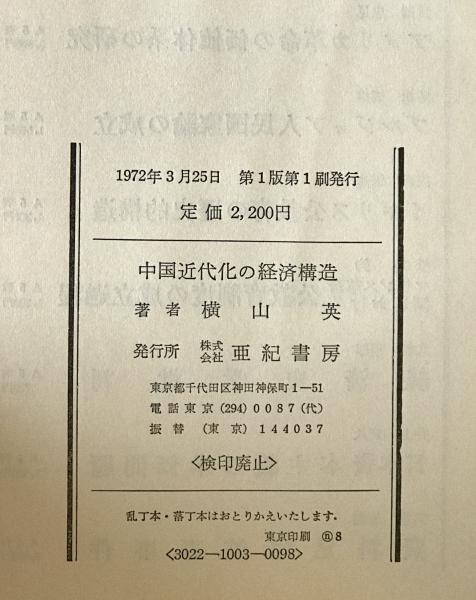 1972年3月25日　第1版第1刷発行
定価 2,200円
中国近代化の経済構造
著者　横山　英
発行所　株式会社　亜紀書房
東京都千代田区神田神保町1―51
電話東京(294)0087(代)
振替　(東京)144037
〈検印廃止〉
乱丁本・落丁本はおとりかえいたします。
東京印刷　8
〈3022―1003―0098〉